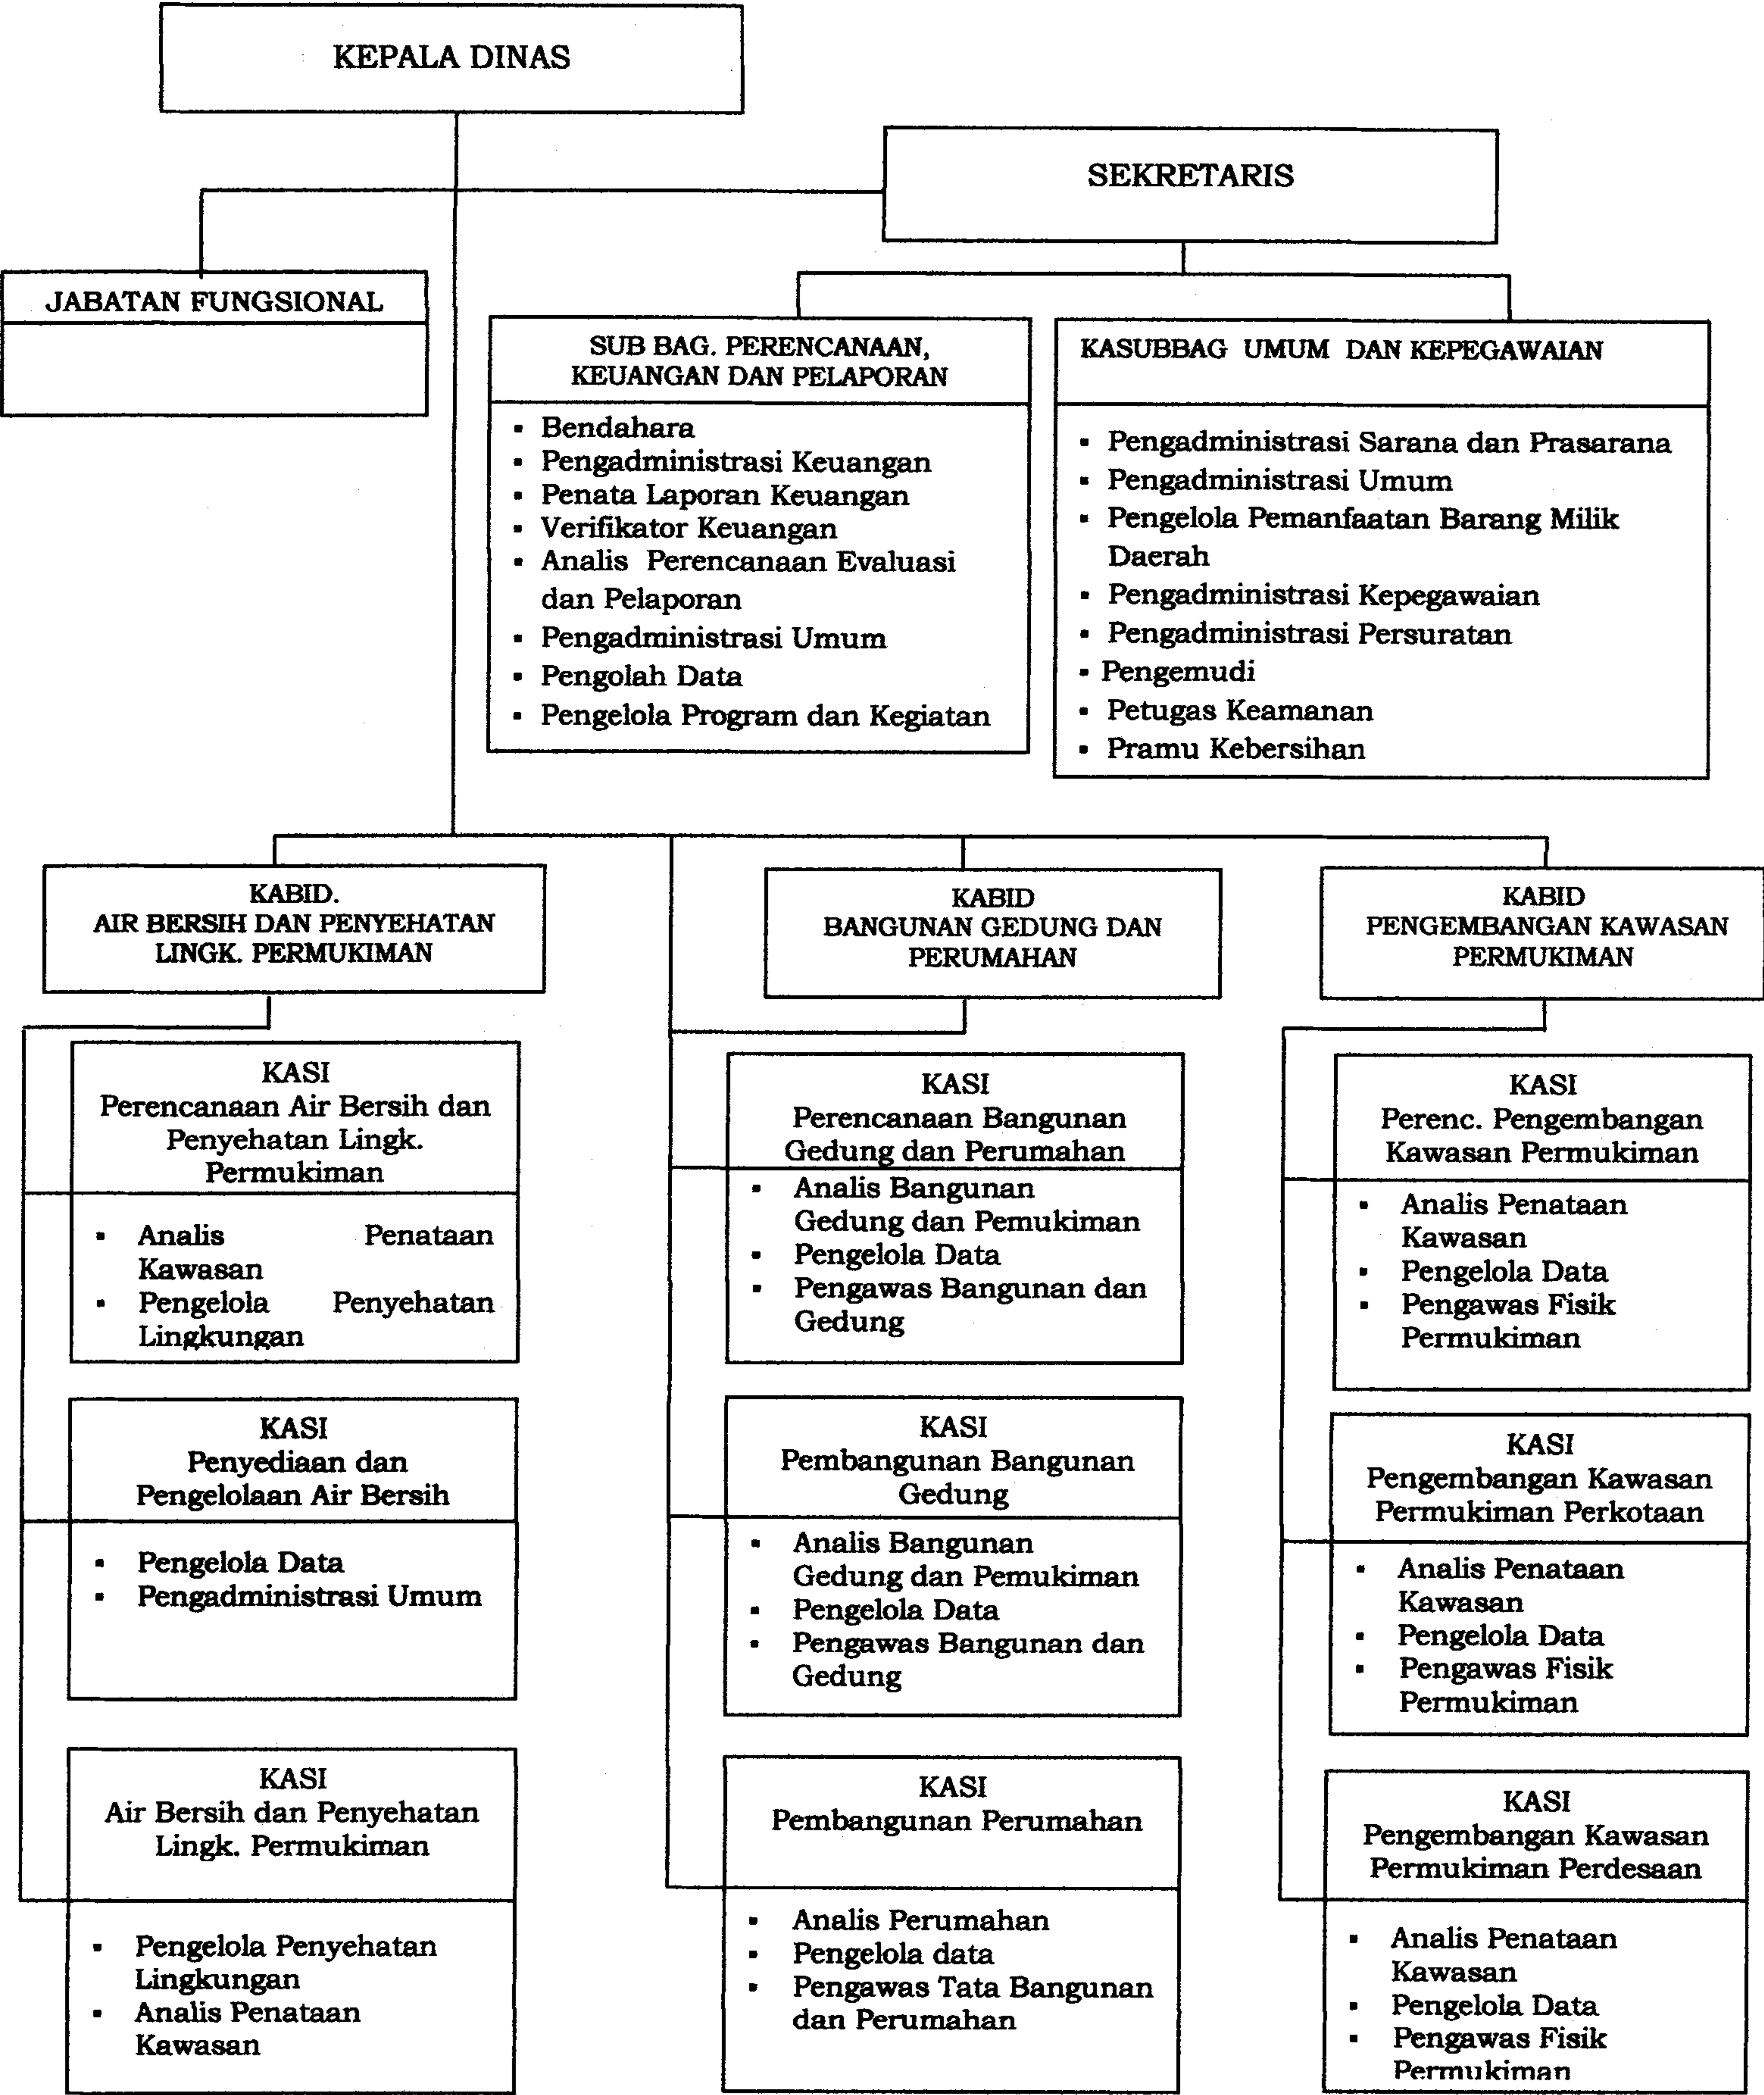 KEPALA DINAS
SEKRETARIS
JABATAN FUNGSIONAL
SUB BAG. PERENCANAAN,
KEUANGAN DAN PELAPORAN
▪ Bendahara
▪ Pengadministrasi Keuangan
▪ Penata Laporan Keuangan
▪ Verifikator Keuangan
▪ Analis Perencanaan Evaluasi
dan Pelaporan
▪ Pengadministrasi Umum
▪ Pengolah Data
▪ Pengelola Program dan Kegiatan
KASUBBAG UMUM DAN KEPEGAWAIAN
▪ Pengadministrasi Sarana dan Prasarana
▪ Pengadministrasi Umum
▪ Pengelola Pemanfaatan Barang Milik
Daerah
▪ Pengadministrasi Kepegawaian
▪ Pengadministrasi Persuratan
▪ Pengemudi
▪ Petugas Keamanan
▪ Pramu Kebersihan
KABID.
AIR BERSIH DAN PENYEHATAN
LINGK. PERMUKIMAN
KASI
Perencanaan Air Bersih dan
Penyehatan Lingk.
Permukiman
▪ Analis Penataan
Kawasan
▪ Pengelola Penyehatan
Lingkungan
KASI
Penyediaan dan
Pengelolaan Air Bersih
▪ Pengelola Data
▪ Pengadministrasi Umum
KASI
Air Bersih dan Penyehatan
Lingk. Permukiman
▪ Pengelola Penyehatan
Lingkungan
▪ Analis Penataan
Kawasan
KABID
BANGUNAN GEDUNG DAN
PERUMAHAN
KASI
Perencanaan Bangunan
Gedung dan Perumahan
▪ Analis Bangunan
Gedung dan Pemukiman
▪ Pengelola Data
▪ Pengawas Bangunan dan
Gedung
KASI
Pembangunan Bangunan
Gedung
▪ Analis Bangunan
Gedung dan Pemukiman
▪ Pengelola Data
▪ Pengawas Bangunan dan
Gedung
KASI
Pembangunan Perumahan
▪ Analis Perumahan
▪ Pengelola data
▪ Pengawas Tata Bangunan
dan Perumahan
KABID
PENGEMBANGAN KAWASAN
PERMUKIMAN
KASI
Perenc. Pengembangan
Kawasan Permukiman
▪ Analis Penataan
Kawasan
▪ Pengelola Data
▪ Pengawas Fisik
Permukiman
KASI
Pengembangan Kawasan
Permukiman Perkotaan
▪ Analis Penataan
Kawasan
▪ Pengelola Data
▪ Pengawas Fisik
Permukiman
KASI
Pengembangan Kawasan
Permukiman Perdesaan
▪ Analis Penataan
Kawasan
▪ Pengelola Data
▪ Pengawas Fisik
Permukiman